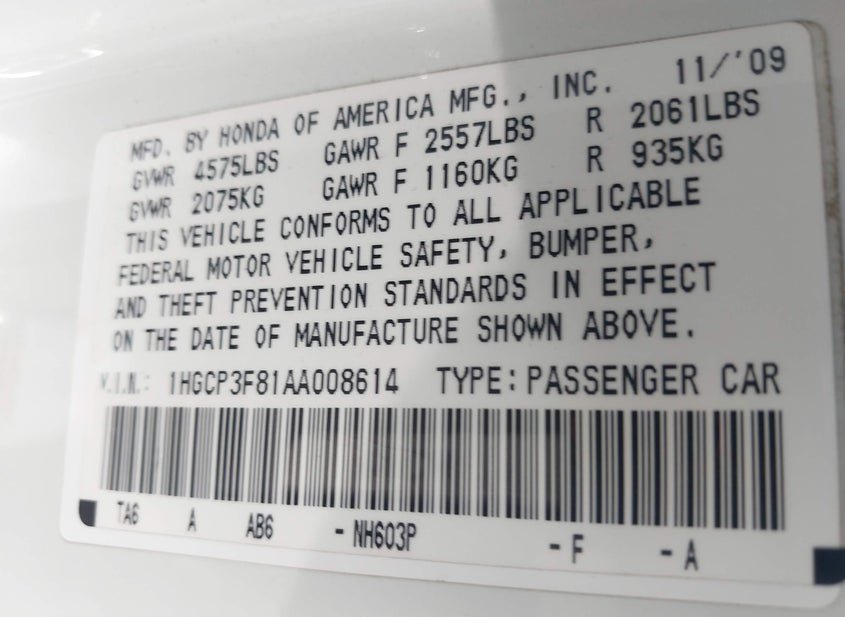 MFD. BY HONDA OF AMERICA MFG., INC. 11/'09
GVWR 4575LBS GAWR F 2557LBS R 2061LBS
GVWR 2075KG GAWR F 1160KG R 935KG
THIS VEHICLE CONFORMS TO ALL APPLICABLE
FEDERAL MOTOR VEHICLE SAFETY, BUMPER,
AND THEFT PREVENTION STANDARDS IN EFFECT
ON THE DATE OF MANUFACTURE SHOWN ABOVE.
V.I.N.: 1HGCP3F81AA008614 TYPE: PASSENGER CAR
TA6 A AB6 - NH603P - F - A